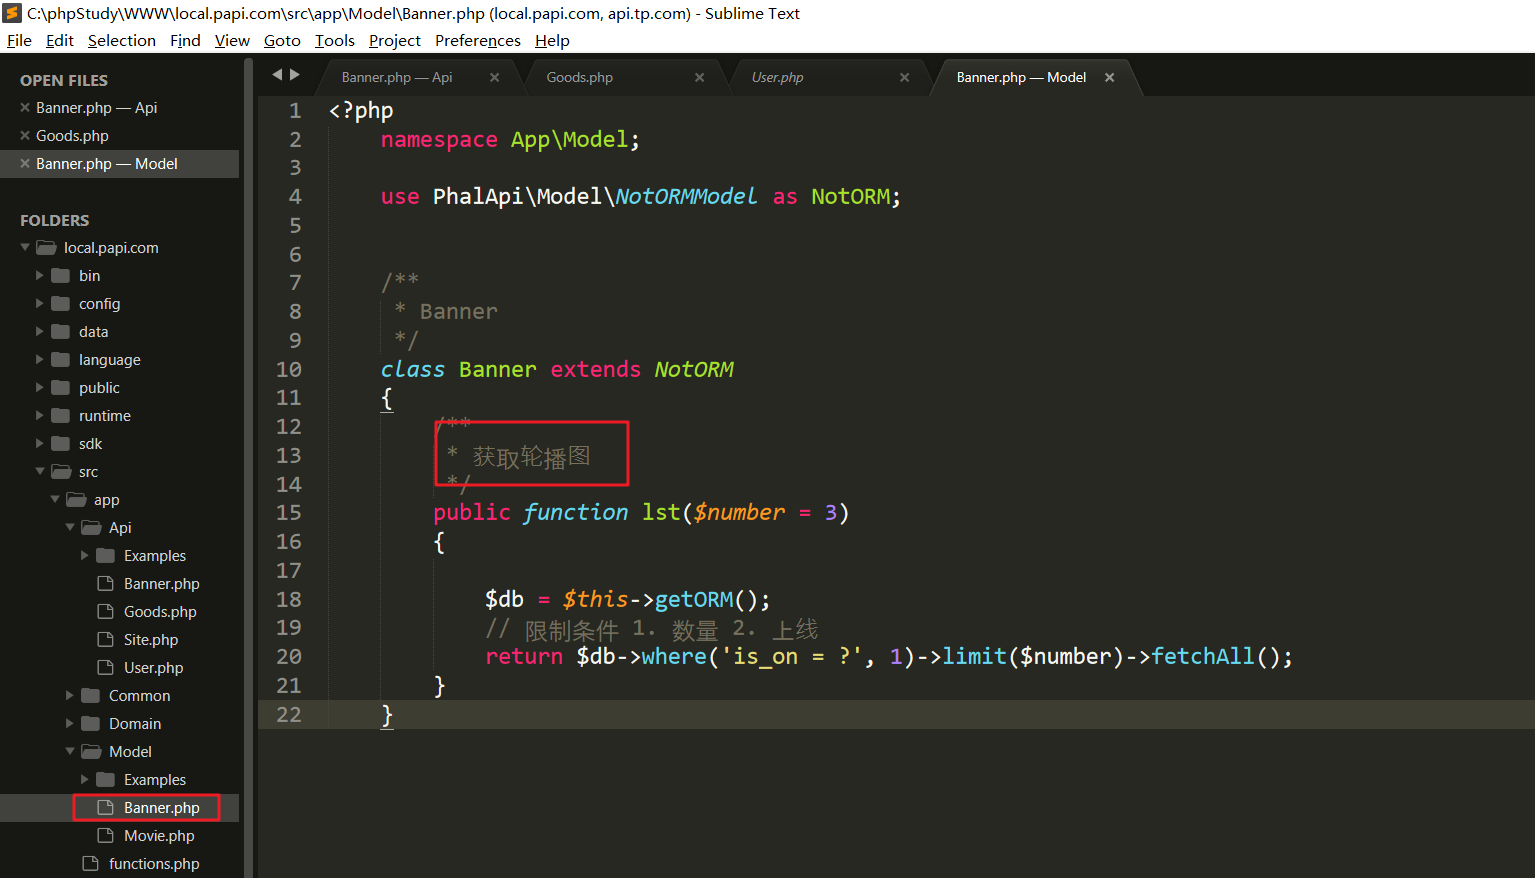 C:\phpStudy\WWW\local.papi.com\src\app\Model\Banner.php (local.papi.com, api.tp.com) - Sublime Text
File Edit Selection Find View Goto Tools Project Preferences Help
OPEN FILES
Banner.php — Api
Goods.php
Banner.php — Model
FOLDERS
local.papi.com
bin
config
data
language
public
runtime
sdk
src
app
Api
Examples
Banner.php
Goods.php
Site.php
User.php
Common
Domain
Model
Examples
Banner.php
Movie.php
functions.php
Banner.php — Api Goods.php User.php Banner.php — Model
1 <?php
2 namespace App\Model;
3
4 use PhalApi\Model\NotORMModel as NotORM;
5
6
7 /**
8 * Banner
9 */
10 class Banner extends NotORM
11 {
12 /**
13 * 获取轮播图
14 */
15 public function lst($number = 3)
16 {
17
18 $db = $this->getORM();
19 // 限制条件 1. 数量 2. 上线
20 return $db->where('is_on = ?', 1)->limit($number)->fetchAll();
21 }
22 }